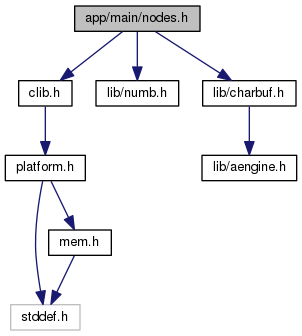 app/main/nodes.h
clib.h
lib/numb.h
lib/charbuf.h
platform.h
lib/aengine.h
mem.h
stddef.h